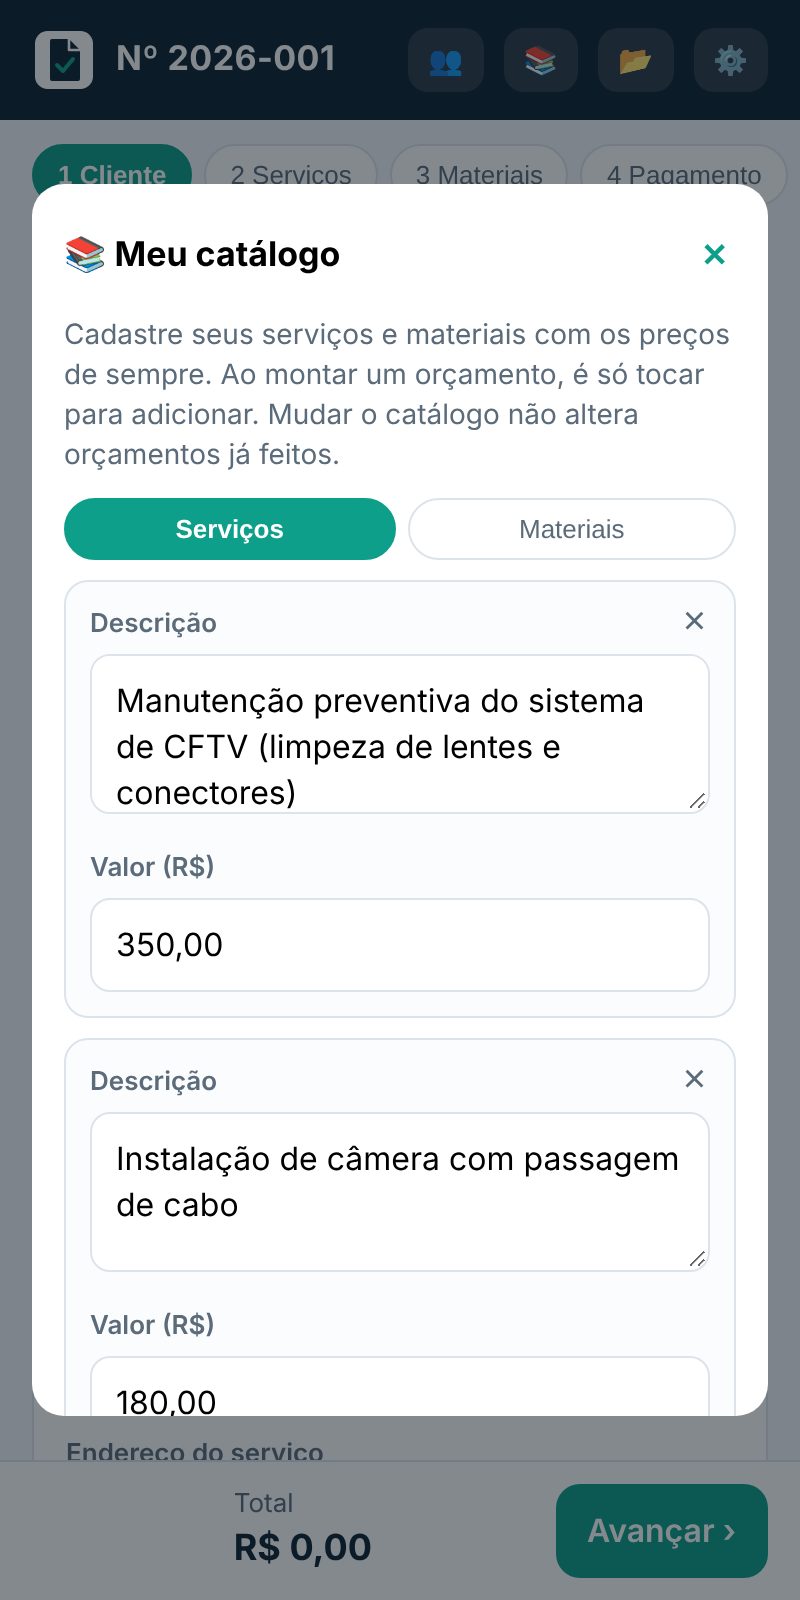 Nº 2026-001
1 Cliente
2 Serviços
3 Materiais
4 Pagamento
📚 Meu catálogo
✕
Cadastre seus serviços e materiais com os preços
de sempre. Ao montar um orçamento, é só tocar
para adicionar. Mudar o catálogo não altera
orçamentos já feitos.
Serviços
Materiais
Descrição
✕
Manutenção preventiva do sistema
de CFTV (limpeza de lentes e
conectores)
Valor (R$)
350,00
Descrição
✕
Instalação de câmera com passagem
de cabo
Valor (R$)
180,00
Endereço do serviço
Total
R$ 0,00
Avançar ›